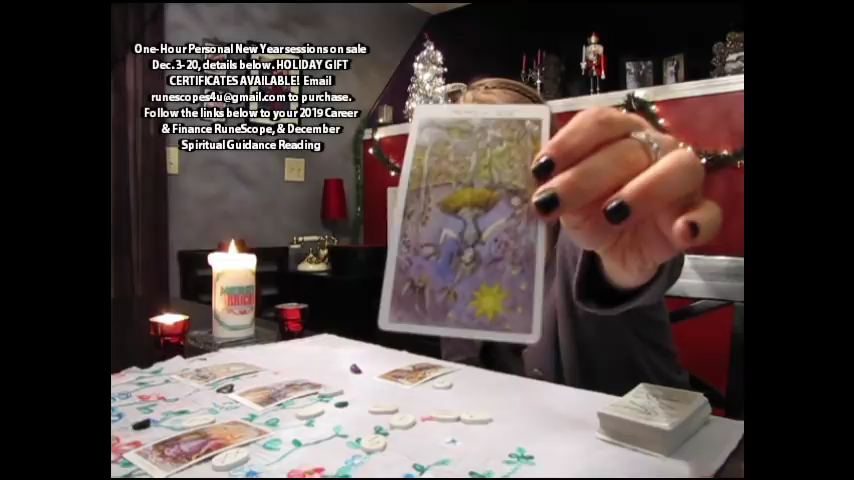 One-Hour Personal New Year sessions on sale
Dec. 3-20, details below. HOLIDAY GIFT
CERTIFICATES AVAILABLE! Email
runescopes4u@gmail.com to purchase.
Follow the links below to your 2019 Career
& Finance RuneScope, & December
Spiritual Guidance Reading